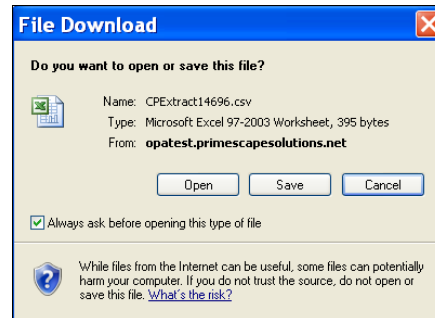 File Download
Do you want to open or save this file?
Name: CPExtract14696.csv
Type: Microsoft Excel 97-2003 Worksheet, 395 bytes
From: opatest.primescapesolutions.net
Open Save Cancel
Always ask before opening this type of file
While files from the Internet can be useful, some files can potentially
harm your computer. If you do not trust the source, do not open or
save this file. What's the risk?